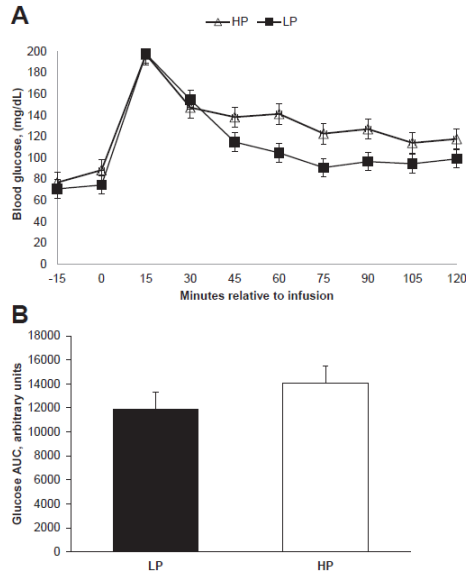 A
HP LP
Blood glucose, (mg/dL)
200
180
160
140
120
100
80
60
40
20
0
-15 0 15 30 45 60 75 90 105 120
Minutes relative to infusion
B
Glucose AUC, arbitrary units
18000
16000
14000
12000
10000
8000
6000
4000
2000
0
LP HP